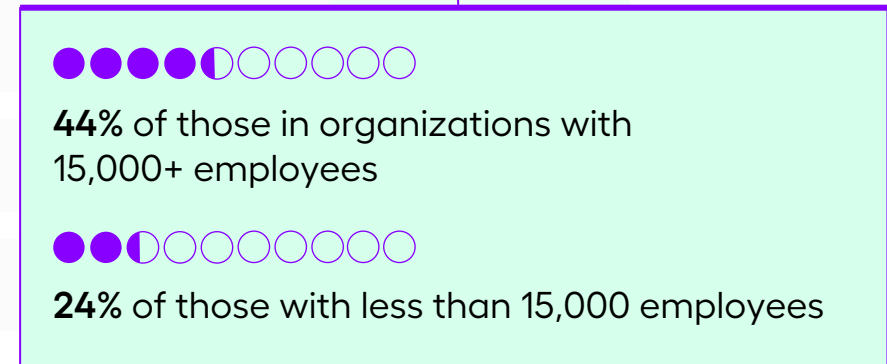 44% of those in organizations with
15,000+ employees
24% of those with less than 15,000 employees